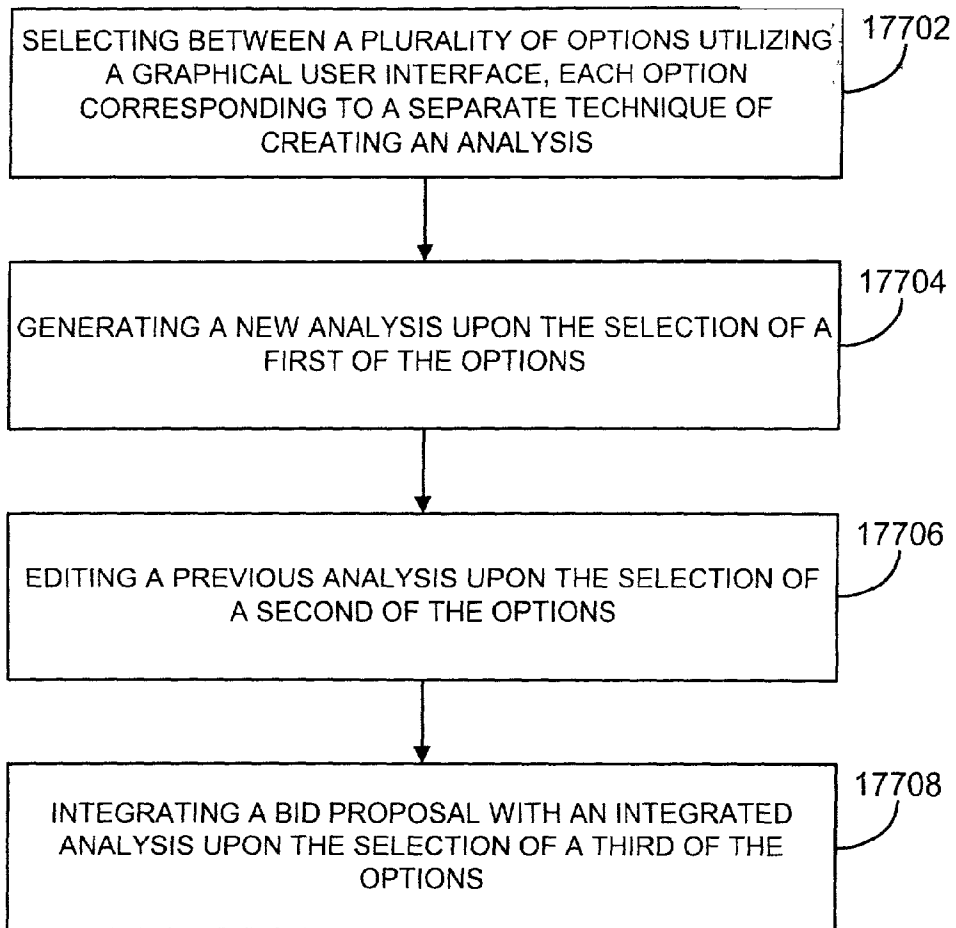 SELECTING BETWEEN A PLURALITY OF OPTIONS UTILIZING
A GRAPHICAL USER INTERFACE, EACH OPTION
CORRESPONDING TO A SEPARATE TECHNIQUE OF
CREATING AN ANALYSIS
17702
GENERATING A NEW ANALYSIS UPON THE SELECTION OF A
FIRST OF THE OPTIONS
17704
EDITING A PREVIOUS ANALYSIS UPON THE SELECTION OF
A SECOND OF THE OPTIONS
17706
INTEGRATING A BID PROPOSAL WITH AN INTEGRATED
ANALYSIS UPON THE SELECTION OF A THIRD OF THE
OPTIONS
17708